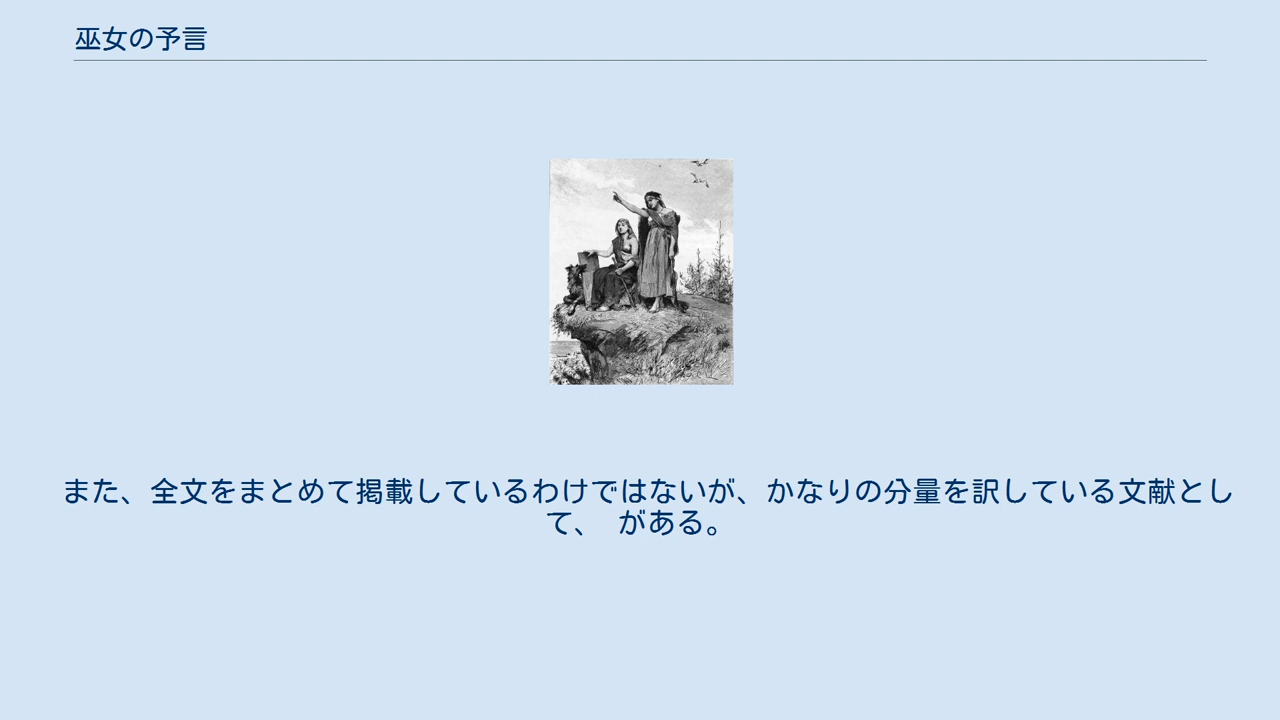 巫女の予言
また、全文をまとめて掲載しているわけではないが、かなりの分量を訳している文献とし
て、 がある。